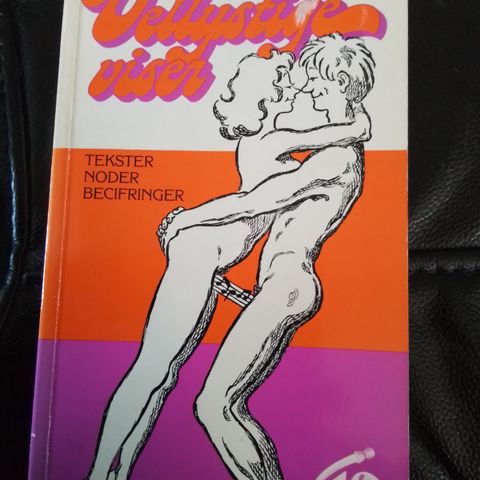 Vellystige
viser
TEKSTER
NODER
BECIFRINGER